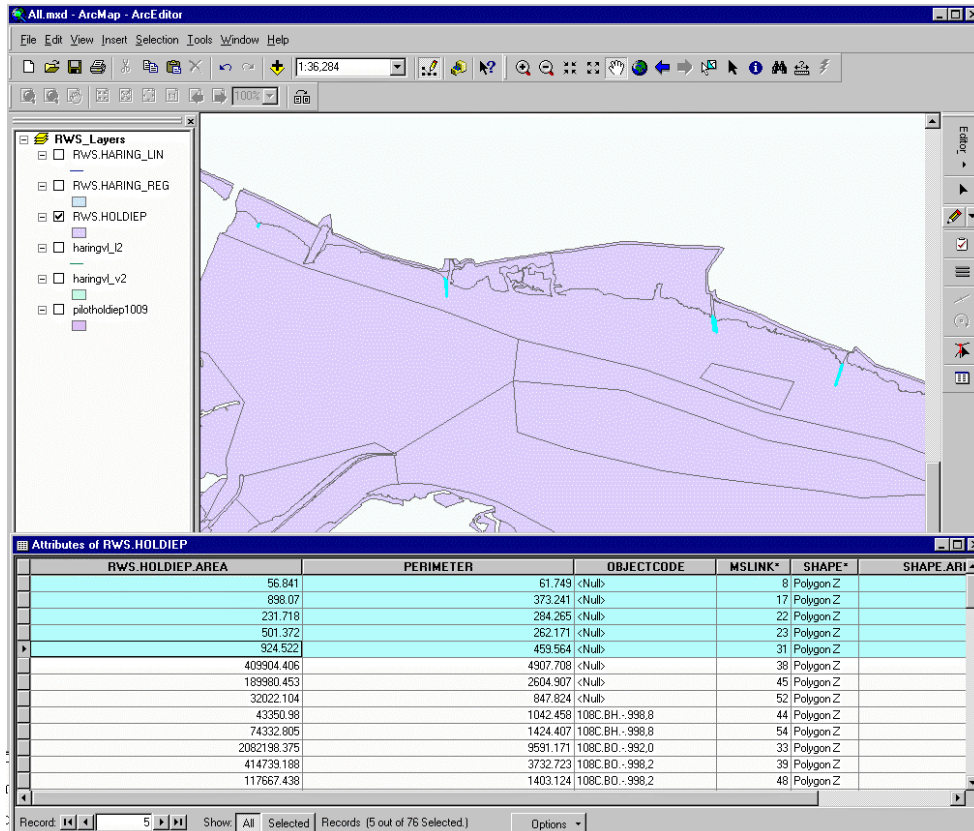 All.mxd - ArcMap - ArcEditor
File Edit View Insert Selection Tools Window Help
1:36,284
100%
RWS_Layers
RWS.HARING_LIN
RWS.HARING_REG
RWS.HOLDIEP
haringvl_l2
haringvl_v2
pilotholdiep1009
Editor
Attributes of RWS.HOLDIEP
RWS.HOLDIEP.AREA PERIMETER OBJECTCODE MSLINK* SHAPE* SHAPE.ARI
56.841 61.749 <Null> 8 Polygon Z
898.07 373.241 <Null> 17 Polygon Z
231.718 284.265 <Null> 22 Polygon Z
501.372 262.171 <Null> 23 Polygon Z
924.522 459.564 <Null> 31 Polygon Z
409904.406 4907.708 <Null> 38 Polygon Z
189980.453 2604.907 <Null> 45 Polygon Z
32022.104 847.824 <Null> 52 Polygon Z
43350.98 1042.458 108C.BH.-.998,8 44 Polygon Z
74332.805 1424.407 108C.BH.-.998,8 54 Polygon Z
2082198.375 9591.171 108C.BO.-.992,0 33 Polygon Z
414739.188 3732.723 108C.BO.-.998,2 39 Polygon Z
117667.438 1403.124 108C.BO.-.998,2 48 Polygon Z
Record: 5 Show: All Selected Records (5 out of 76 Selected.) Options